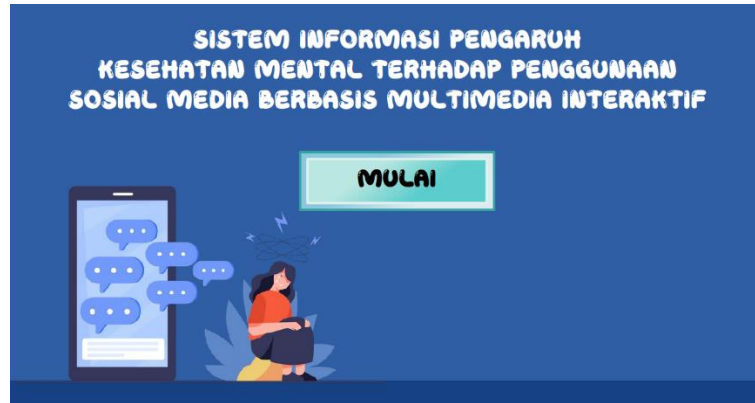 SISTEM INFORMASI PENGARUH
KESEHATAN MENTAL TERHADAP PENGGUNAAN
SOSIAL MEDIA BERBASIS MULTIMEDIA INTERAKTIF
MULAI